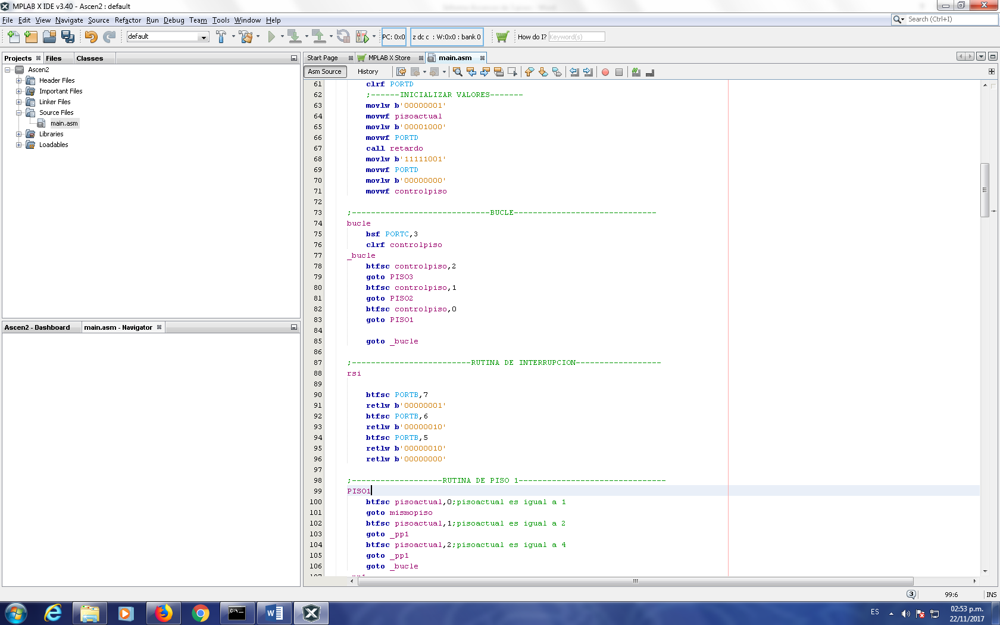 MPLAB X IDE v3.40 - Ascen2 : default
File Edit View Navigate Source Refactor Run Debug Team Tools Window Help
Search (Ctrl+I)
default
PC: 0x0
z dc c : W:0x0 : bank 0
How do I?
Keyword(s)
Projects
Files
Classes
Ascen2
Header Files
Important Files
Linker Files
Source Files
main.asm
Libraries
Loadables
Ascen2 - Dashboard
main.asm - Navigator
Start Page
MPLAB X Store
main.asm
Asm Source
History
61 clrf PORTD
62 ;------INICIALIZAR VALORES-------
63 movlw b'00000001'
64 movwf pisoactual
65 movlw b'00001000'
66 movwf PORTD
67 call retardo
68 movlw b'11111001'
69 movwf PORTD
70 movlw b'00000000'
71 movwf controlpiso
72
73 ;-----------------------------BUCLE------------------------------
74 bucle
75 bsf PORTC,3
76 clrf controlpiso
77 _bucle
78 btfsc controlpiso,2
79 goto PISO3
80 btfsc controlpiso,1
81 goto PISO2
82 btfsc controlpiso,0
83 goto PISO1
84
85 goto _bucle
86
87 ;-------------------------RUTINA DE INTERRUPCION------------------
88 rsi
89
90 btfsc PORTB,7
91 retlw b'00000001'
92 btfsc PORTB,6
93 retlw b'00000010'
94 btfsc PORTB,5
95 retlw b'00000010'
96 retlw b'00000000'
97
98 ;-------------------RUTINA DE PISO 1-------------------------------
99 PISO1
100 btfsc pisoactual,0;pisoactual es igual a 1
101 goto mismopiso
102 btfsc pisoactual,1;pisoactual es igual a 2
103 goto _pp1
104 btfsc pisoactual,2;pisoactual es igual a 4
105 goto _pp1
106 goto _bucle
3
99:6
INS
ES
02:53 p.m.
22/11/2017